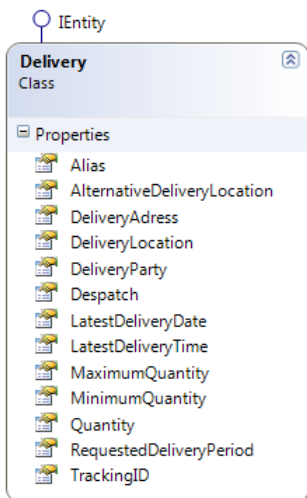 IEntity
Delivery
Class
Properties
Alias
AlternativeDeliveryLocation
DeliveryAdress
DeliveryLocation
DeliveryParty
Despatch
LatestDeliveryDate
LatestDeliveryTime
MaximumQuantity
MinimumQuantity
Quantity
RequestedDeliveryPeriod
TrackingID